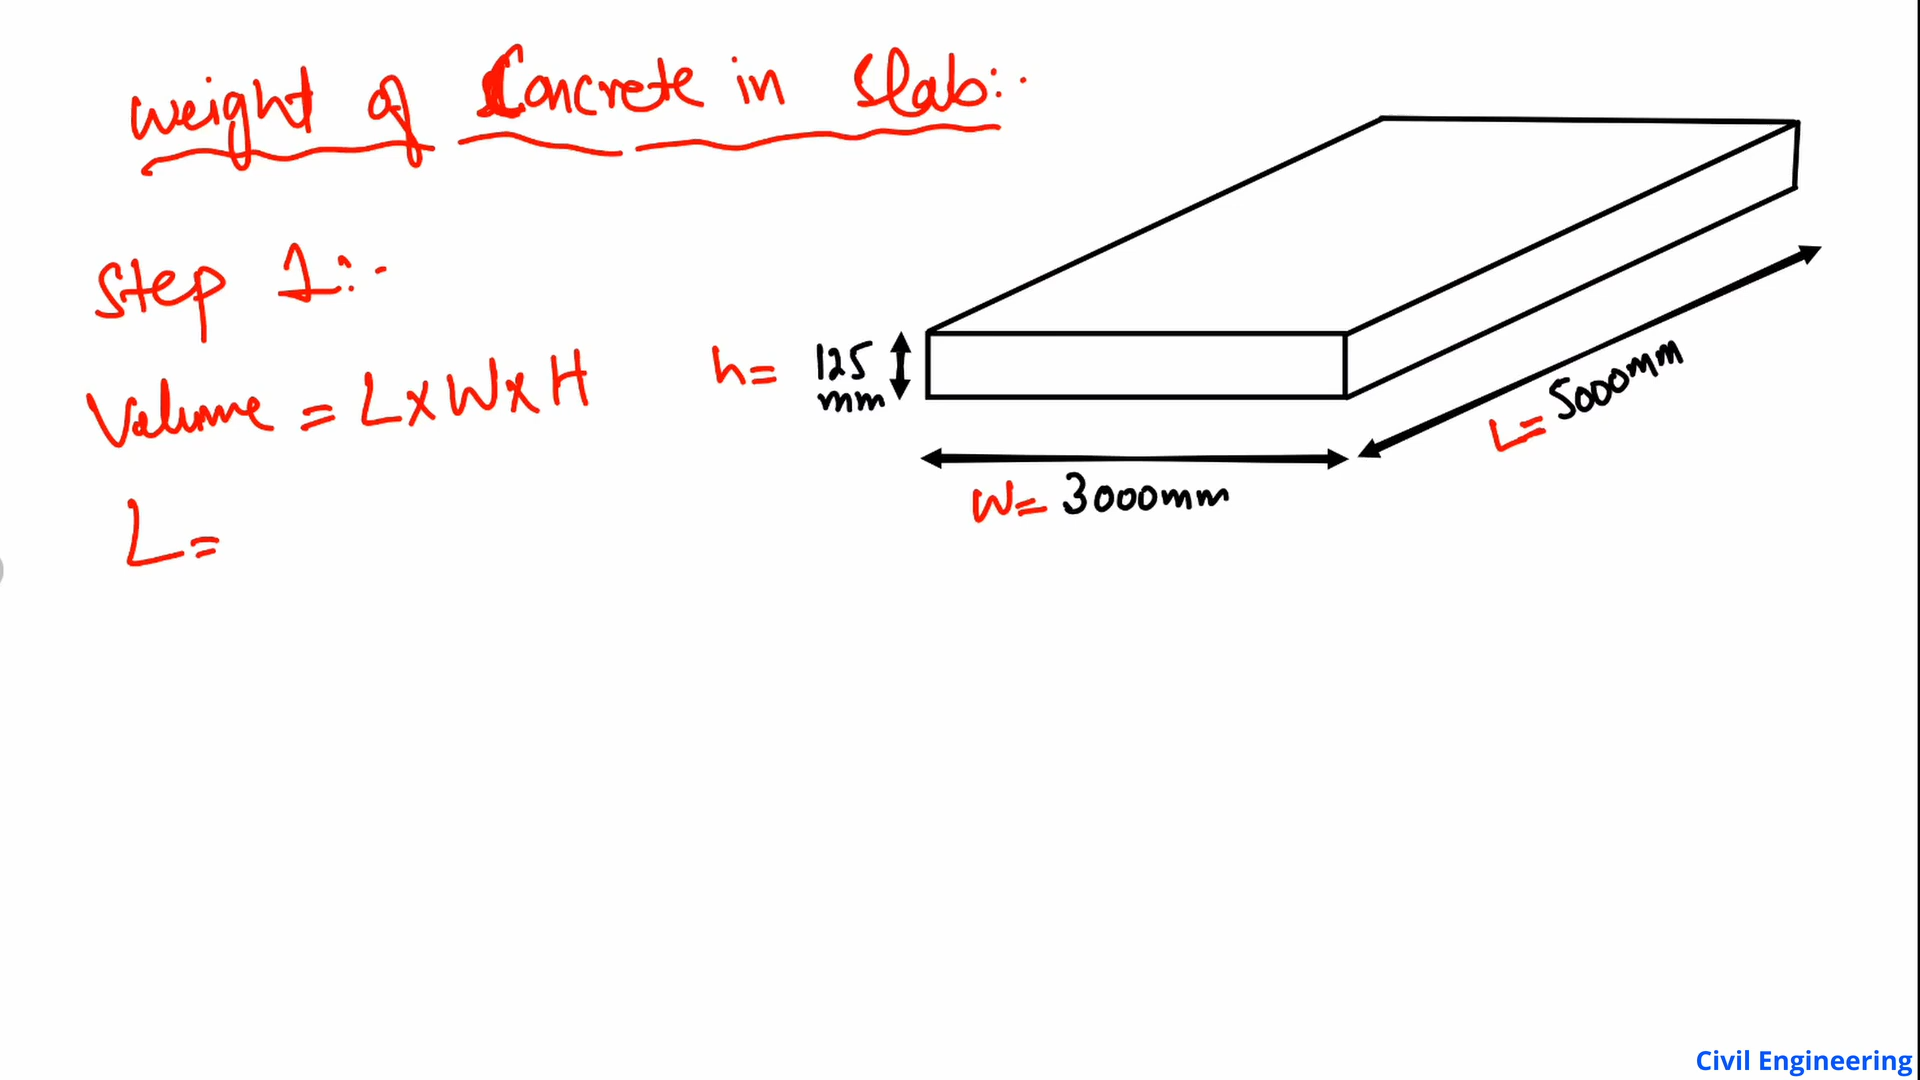 Weight of Concrete in Slab:-
Step 1:-
Volume = L x W x H
L =
h = 125 mm
W = 3000mm
L = 5000mm
Civil Engineering